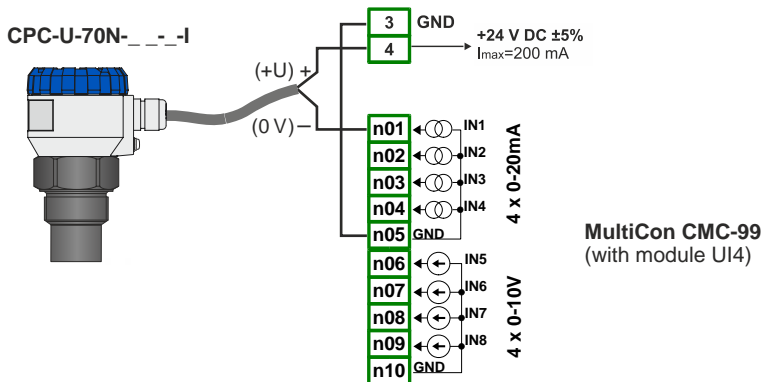 CPC-U-70N-_ _-_-I
(+U) +
(0 V) –
3 GND
4
+24 V DC ±5%
Imax=200 mA
n01 IN1
n02 IN2
n03 IN3
n04 IN4
n05 GND
4 x 0-20mA
n06 IN5
n07 IN6
n08 IN7
n09 IN8
n10 GND
4 x 0-10V
MultiCon CMC-99
(with module UI4)